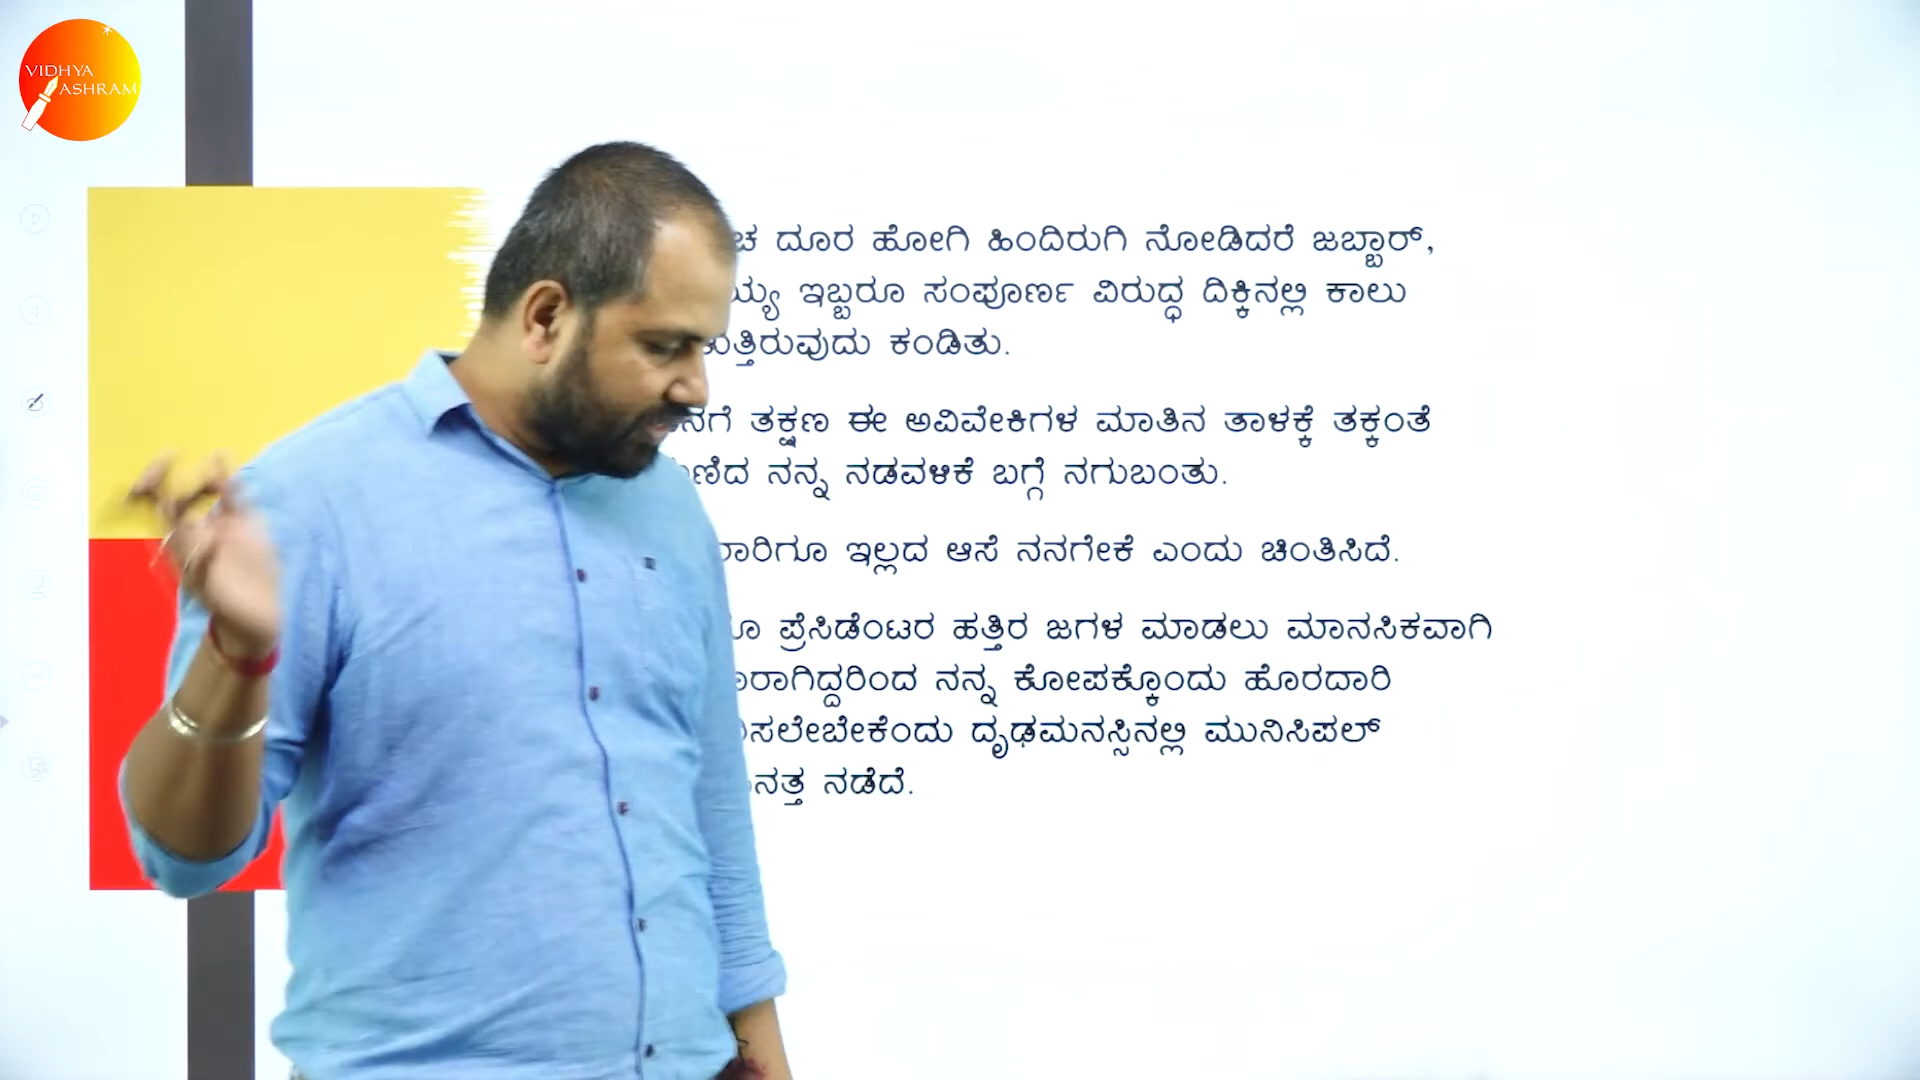 VIDHYA
ASHRAM
ದೂರ ಹೋಗಿ ಹಿಂದಿರುಗಿ ನೋಡಿದರೆ ಜಬ್ಬಾರ್,
ಇಬ್ಬರೂ ಸಂಪೂರ್ಣ ವಿರುದ್ಧ ದಿಕ್ಕಿನಲ್ಲಿ ಕಾಲು
ಕಂಡಿತು.
ತಕ್ಷಣ ಈ ಅವಿವೇಕಿಗಳ ಮಾತಿನ ತಾಳಕ್ಕೆ ತಕ್ಕಂತೆ
ನನ್ನ ನಡವಳಿಕೆ ಬಗ್ಗೆ ನಗುಬಂತು.
ಇಲ್ಲದ ಆಸೆ ನನಗೇಕೆ ಎಂದು ಚಿಂತಿಸಿದೆ.
ಪ್ರೆಸಿಡೆಂಟರ ಹತ್ತಿರ ಜಗಳ ಮಾಡಲು ಮಾನಸಿಕವಾಗಿ
ನನ್ನ ಕೋಪಕ್ಕೊಂದು ಹೊರದಾರಿ
ದೃಢಮನಸ್ಸಿನಲ್ಲಿ ಮುನಿಸಿಪಲ್
ನಡೆದೆ.